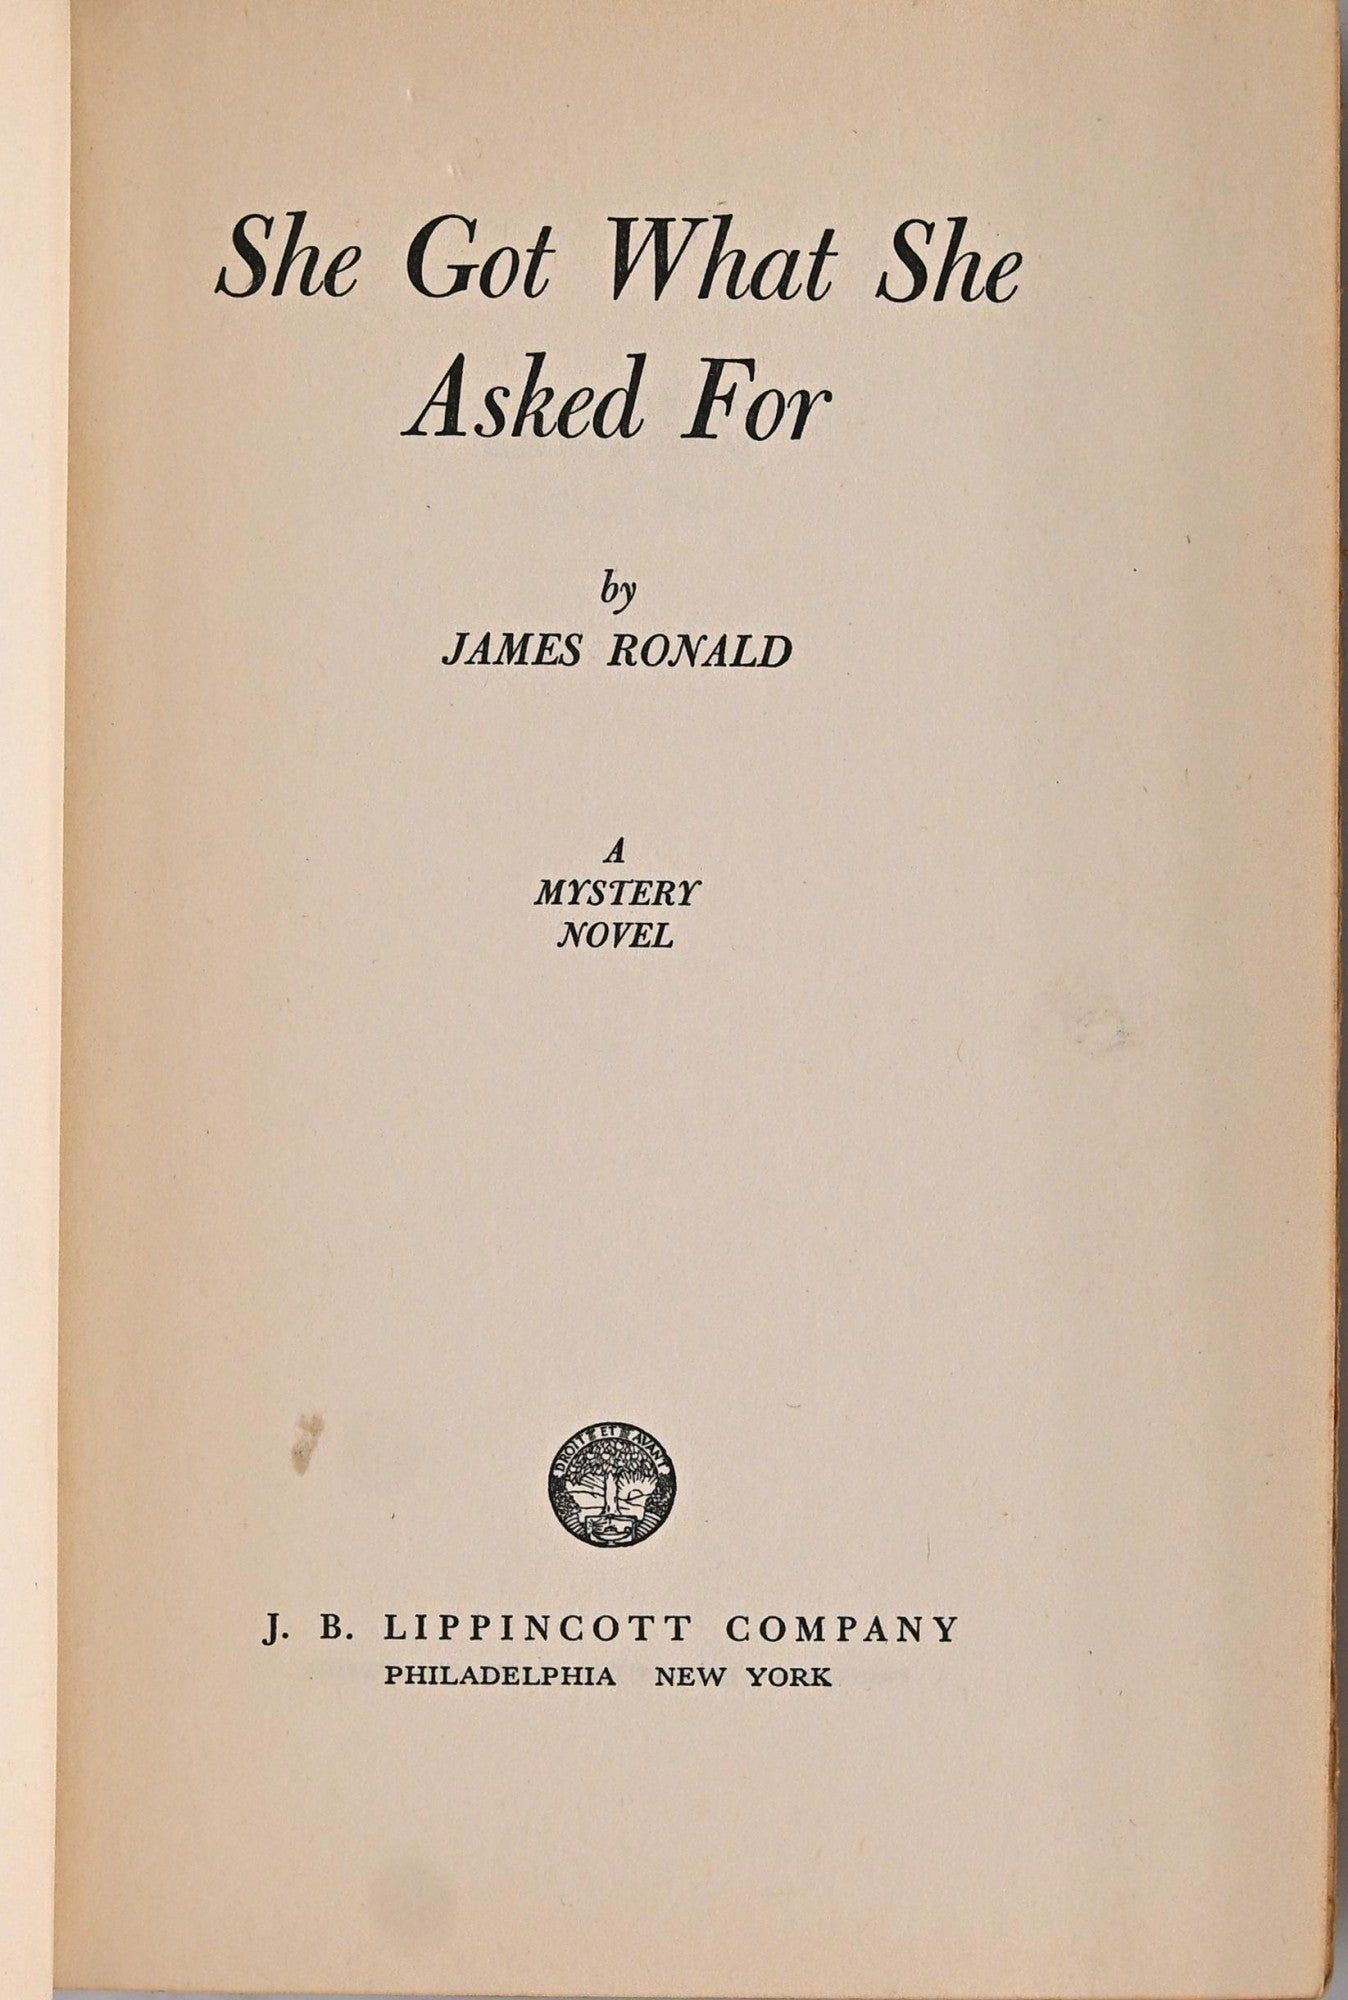 She Got What She
Asked For
by
JAMES RONALD
A
MYSTERY
NOVEL
DROIT ET AVANT
J. B. LIPPINCOTT COMPANY
PHILADELPHIA NEW YORK